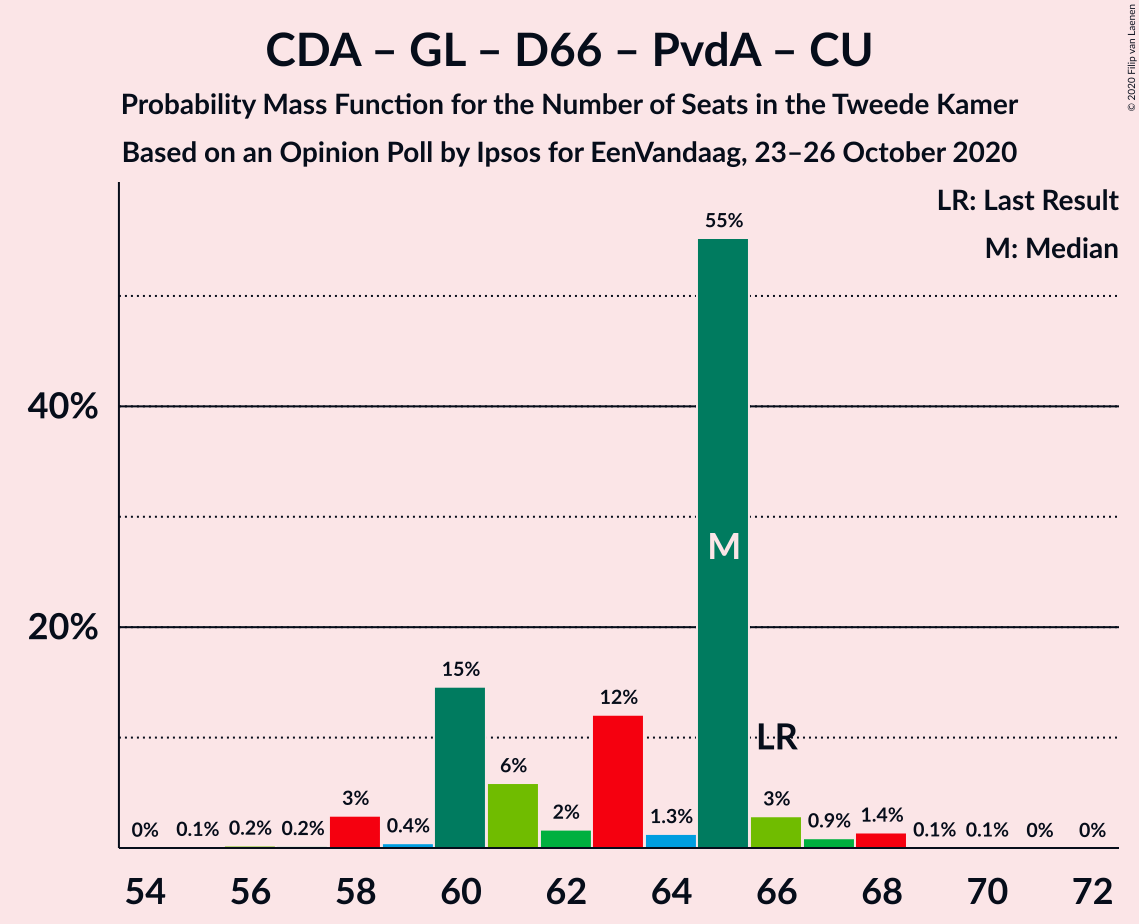 CDA – GL – D66 – PvdA – CU
Probability Mass Function for the Number of Seats in the Tweede Kamer
Based on an Opinion Poll by Ipsos for EenVandaag, 23–26 October 2020
© 2020 Filip van Laenen
LR: Last Result
M: Median
40%
20%
0%
0.1%
0.2%
0.2%
3%
0.4%
15%
6%
2%
12%
1.3%
55%
3%
0.9%
1.4%
0.1%
0.1%
0%
0%
M
LR
54 56 58 60 62 64 66 68 70 72